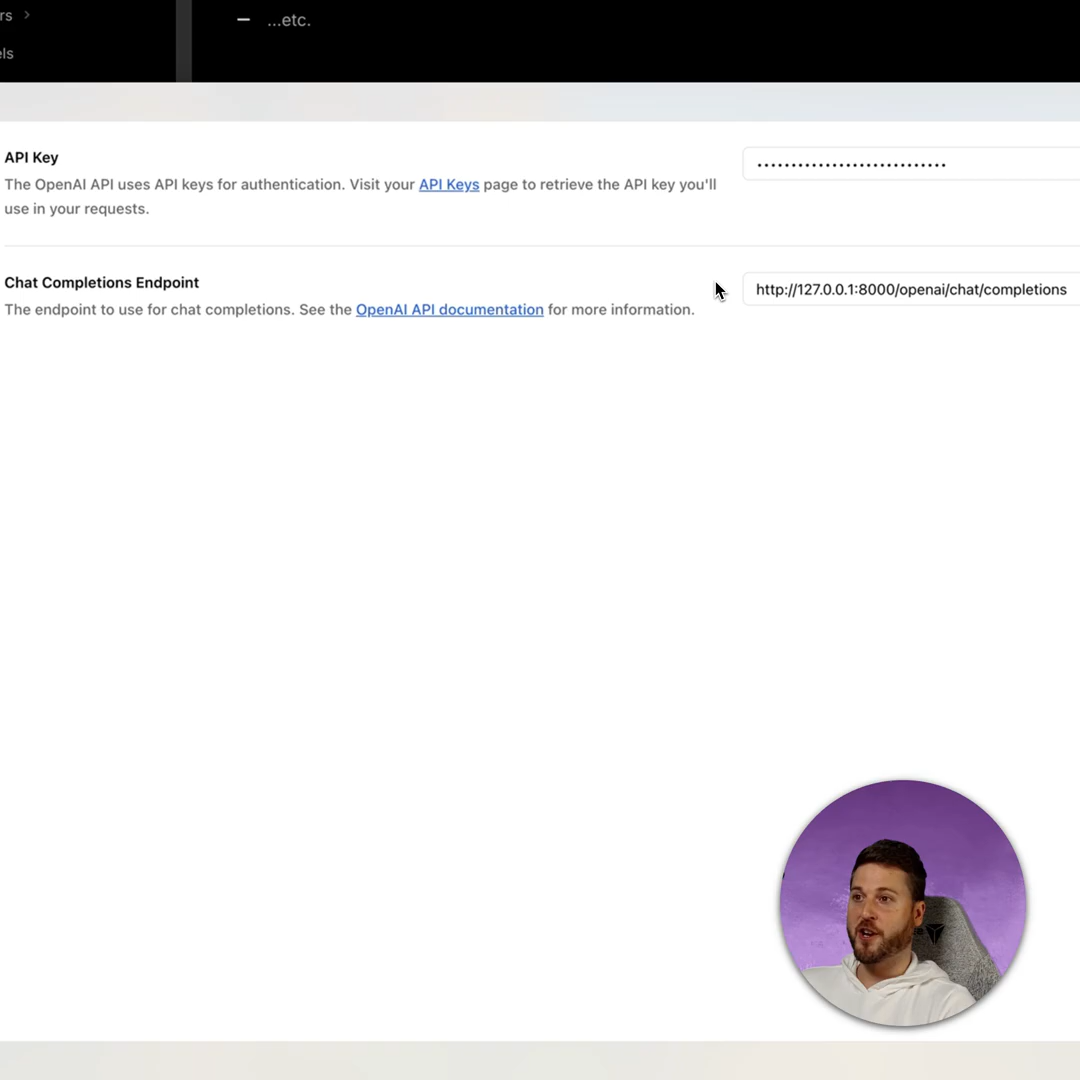 rs >
— ...etc.
els
API Key
The OpenAI API uses API keys for authentication. Visit your API Keys page to retrieve the API key you'll
use in your requests.
••••••••••••••••••••••••••••
Chat Completions Endpoint
The endpoint to use for chat completions. See the OpenAI API documentation for more information.
http://127.0.0.1:8000/openai/chat/completions